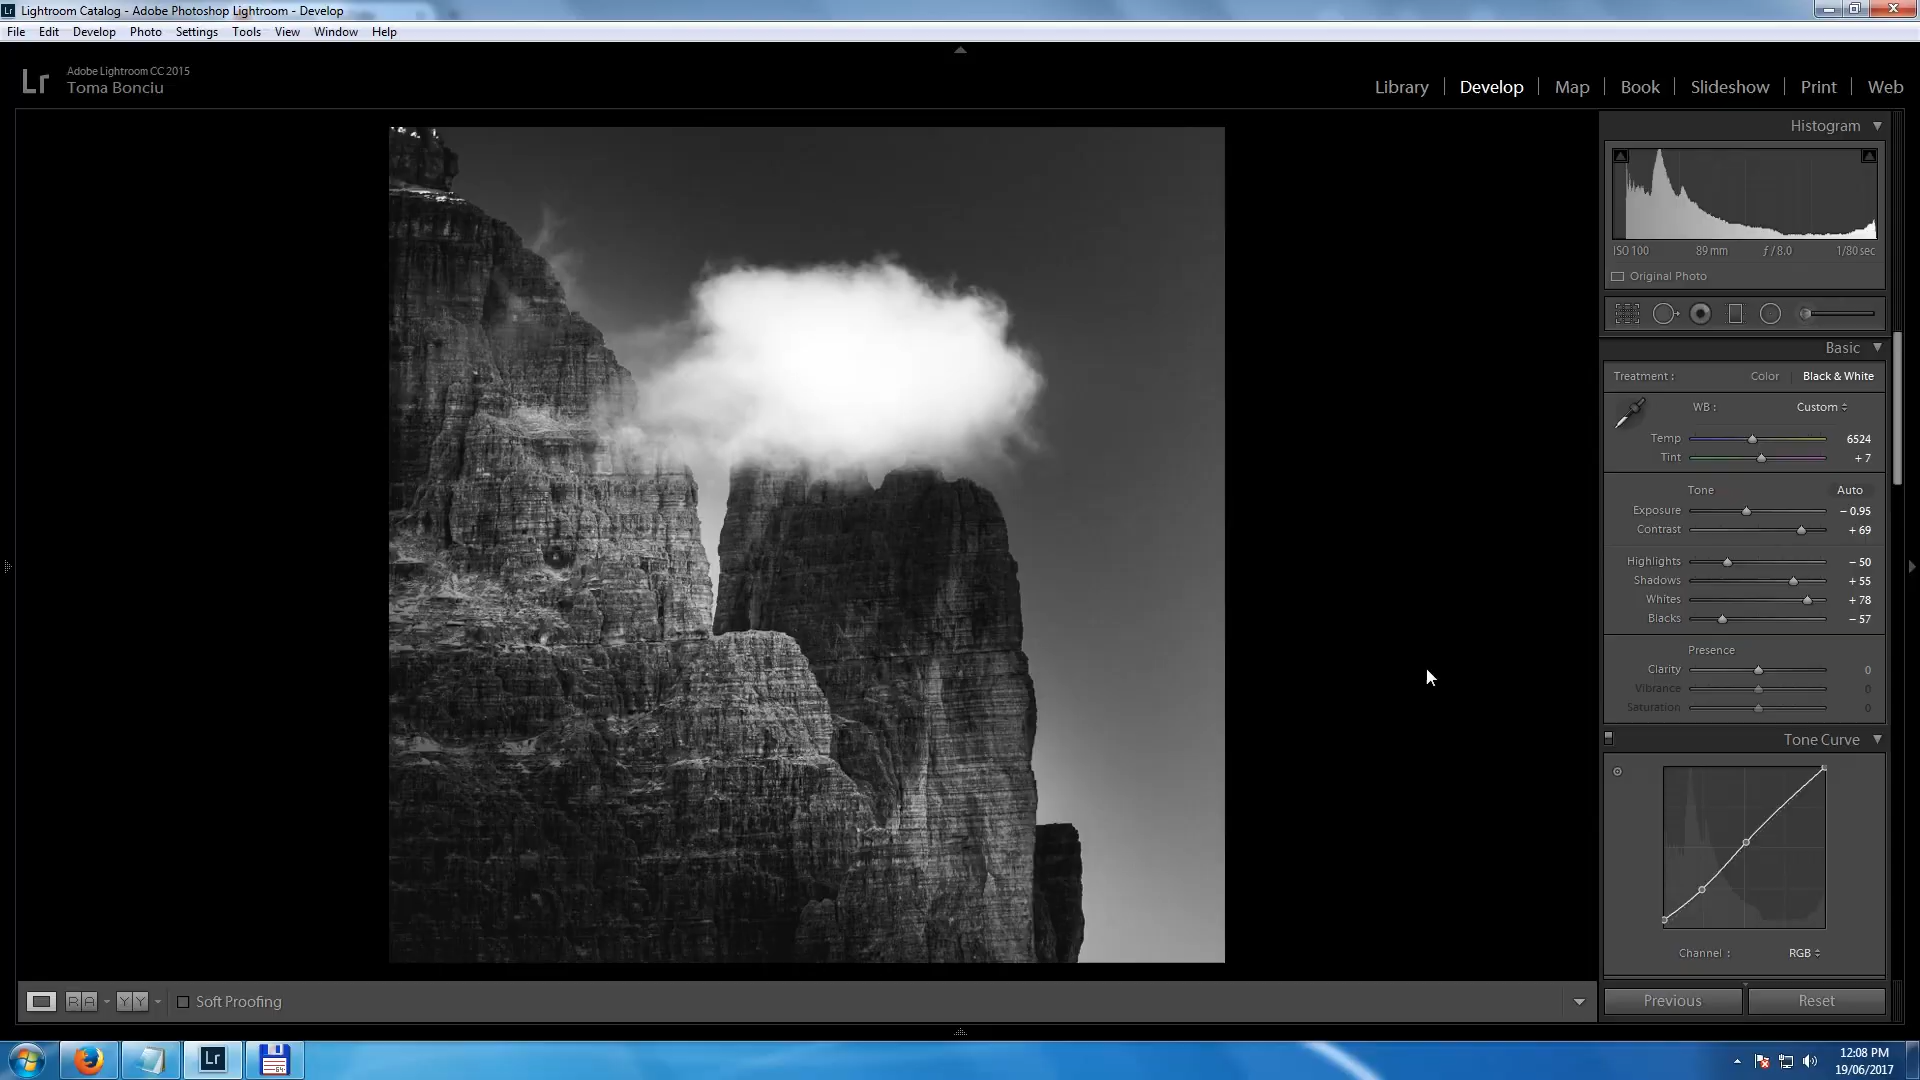 Lr Lightroom Catalog - Adobe Photoshop Lightroom - Develop
File Edit Develop Photo Settings Tools View Window Help
Lr
Adobe Lightroom CC 2015
Toma Bonciu
Library | Develop | Map | Book | Slideshow | Print | Web
Histogram
ISO 100 89 mm ƒ / 8.0 1/80 sec
Original Photo
Basic
Treatment : Color | Black & White
WB : Custom
Temp 6524
Tint + 7
Tone Auto
Exposure − 0.95
Contrast + 69
Highlights − 50
Shadows + 55
Whites + 78
Blacks − 57
Presence
Clarity 0
Vibrance 0
Saturation 0
Tone Curve
Channel : RGB
R A Y Y Soft Proofing
Previous Reset
Lr
64
12:08 PM
19/06/2017